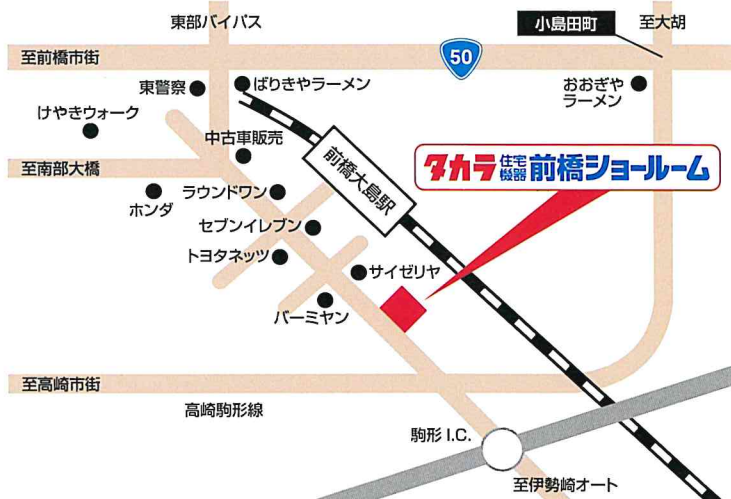 東部バイパス
小島田町
至大胡
至前橋市街
50
東警察
ばりきやラーメン
おおぎや
ラーメン
けやきウォーク
中古車販売
前橋大島駅
タカラ住宅機器前橋ショールーム
至南部大橋
ホンダ
ラウンドワン
セブンイレブン
トヨタネッツ
サイゼリヤ
バーミヤン
至高崎市街
高崎駒形線
駒形 I.C.
至伊勢崎オート